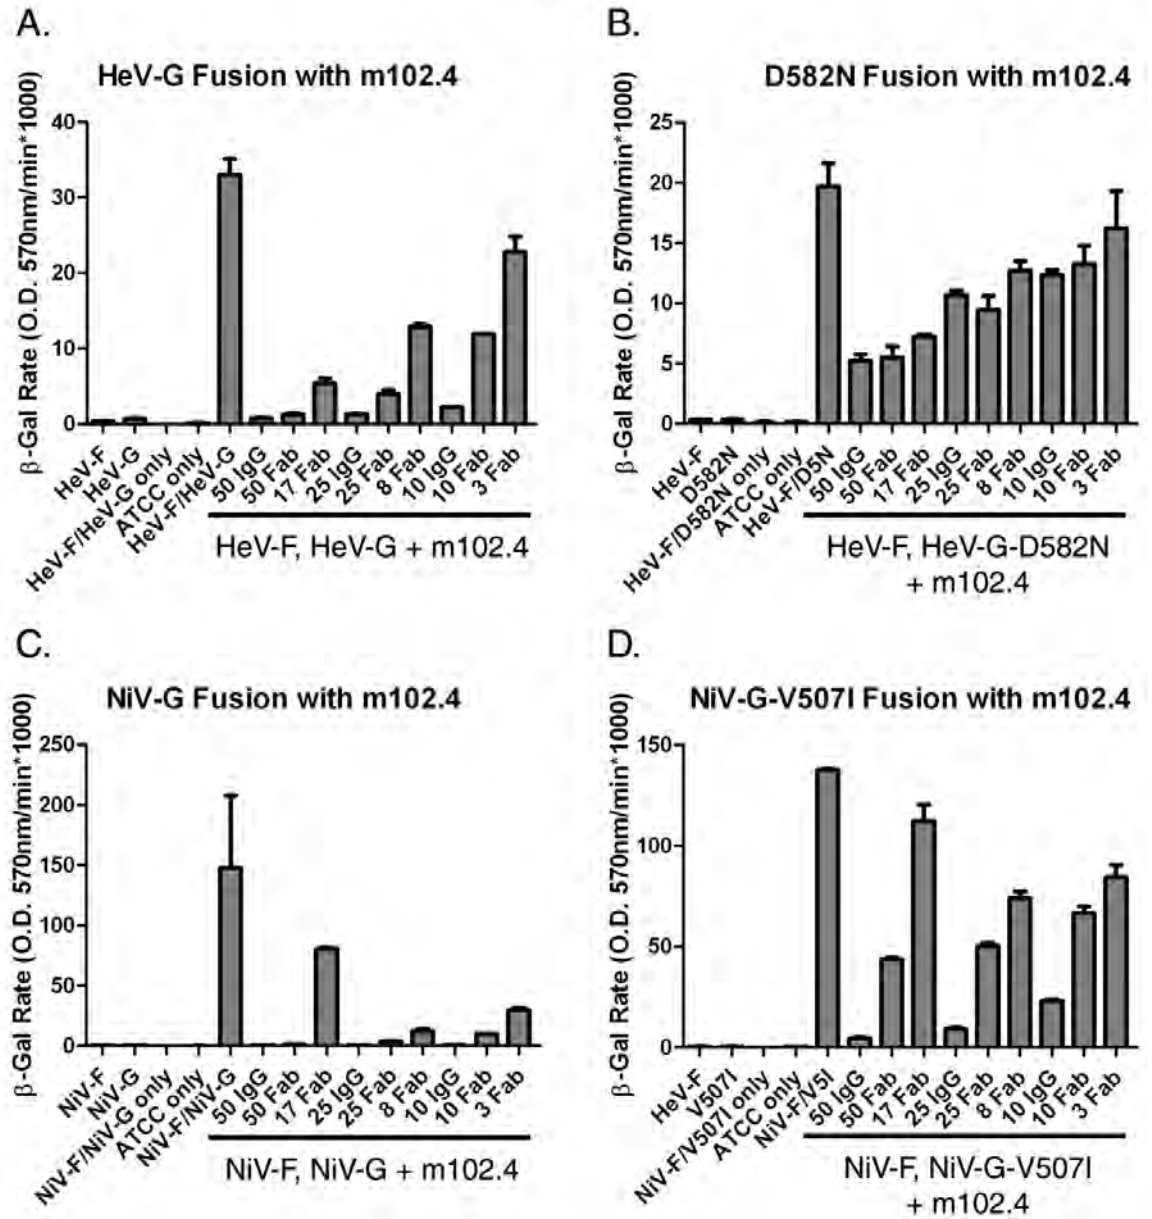 A.
HeV-G Fusion with m102.4
β-Gal Rate (O.D. 570nm/min*1000)
40
30
20
10
0
HeV-F
HeV-G
HeV-F/HeV-G only
ATCC only
HeV-F/HeV-G
50 IgG
50 Fab
17 Fab
25 IgG
25 Fab
8 Fab
10 IgG
10 Fab
3 Fab
HeV-F, HeV-G + m102.4
B.
D582N Fusion with m102.4
β-Gal Rate (O.D. 570nm/min*1000)
25
20
15
10
5
0
HeV-F
D582N
HeV-F/D582N only
ATCC only
HeV-F/D5N
50 IgG
50 Fab
17 Fab
25 IgG
25 Fab
8 Fab
10 IgG
10 Fab
3 Fab
HeV-F, HeV-G-D582N
+ m102.4
C.
NiV-G Fusion with m102.4
β-Gal Rate (O.D. 570nm/min*1000)
250
200
150
100
50
0
NiV-F
NiV-G
NiV-F/NiV-G only
ATCC only
NiV-F/NiV-G
50 IgG
50 Fab
17 Fab
25 IgG
25 Fab
8 Fab
10 IgG
10 Fab
3 Fab
NiV-F, NiV-G + m102.4
D.
NiV-G-V507I Fusion with m102.4
β-Gal Rate (O.D. 570nm/min*1000)
150
100
50
0
HeV-F
V507I
NiV-F/V507I only
ATCC only
NiV-F/V5I
50 IgG
50 Fab
17 Fab
25 IgG
25 Fab
8 Fab
10 IgG
10 Fab
3 Fab
NiV-F, NiV-G-V507I
+ m102.4